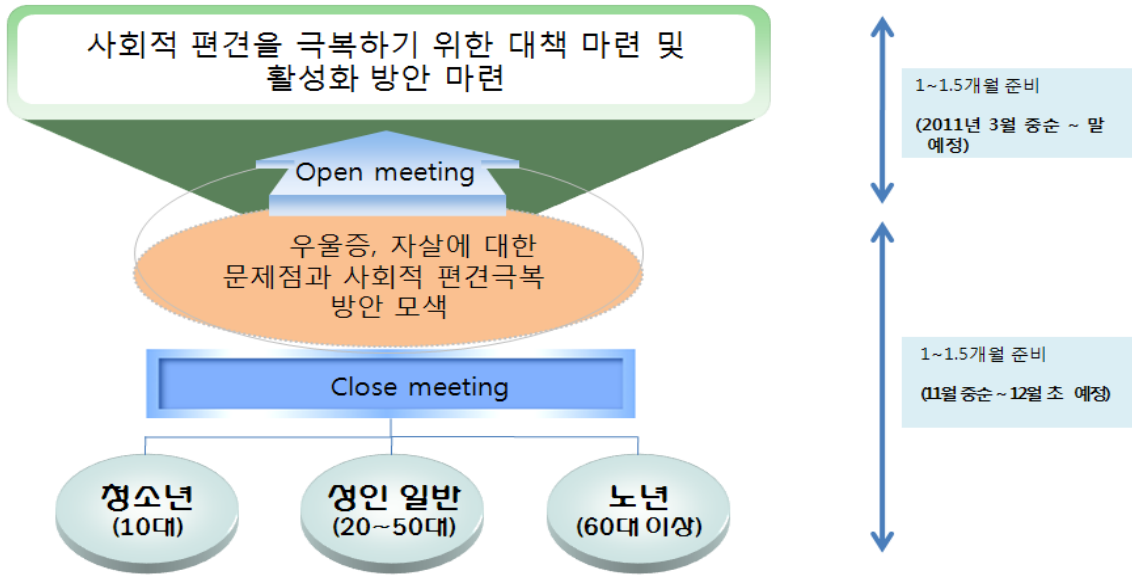 사회적 편견을 극복하기 위한 대책 마련 및
활성화 방안 마련
1~1.5개월 준비
(2011년 3월 중순 ~ 말
예정)
Open meeting
우울증, 자살에 대한
문제점과 사회적 편견극복
방안 모색
1~1.5개월 준비
(11월 중순 ~ 12월 초 예정)
Close meeting
청소년
(10대)
성인 일반
(20~50대)
노년
(60대 이상)